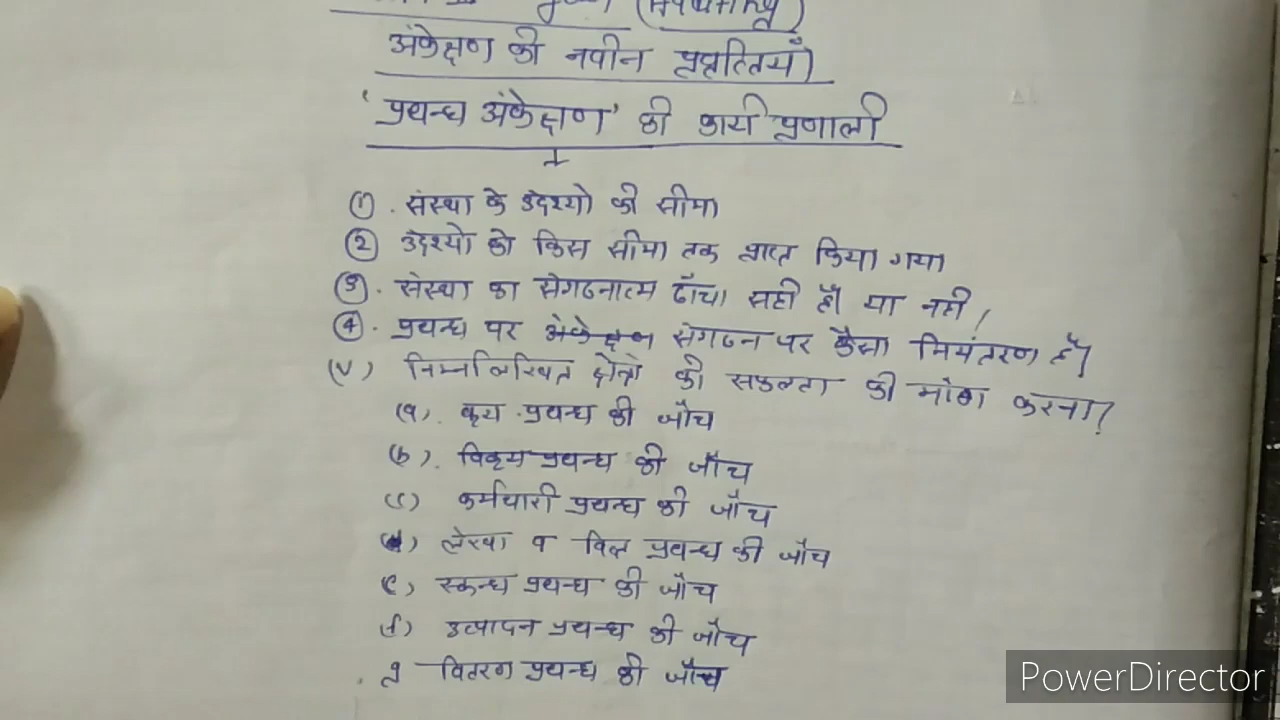 अंकेक्षण की नवीन प्रवृत्तियाँ
'प्रबन्ध अंकेक्षण' की कार्य प्रणाली
① . संस्था के उदेश्यो की सीमा
② उदेश्यो को किस सीमा तक प्राप्त किया गया
③ . संस्था का संगठनात्म ढाँचा सही है या नही,
④ . प्रबन्ध पर संगठन पर कैसा नियंतरण है
(v) निम्नलिखित क्षेत्रो की सफलता की करना?
(a). क्रय प्रबन्ध की जाँच
(b). विक्रय प्रबन्ध की जाँच
(c) कर्मचारी प्रबन्ध की जाँच
(d) लेखा व वित्त प्रबन्ध की जाँच
(e) स्कन्ध प्रबन्ध की जाँच
(f) उत्पादन प्रबन्ध की जाँच
g वितरण प्रबन्ध की जाँच
PowerDirector